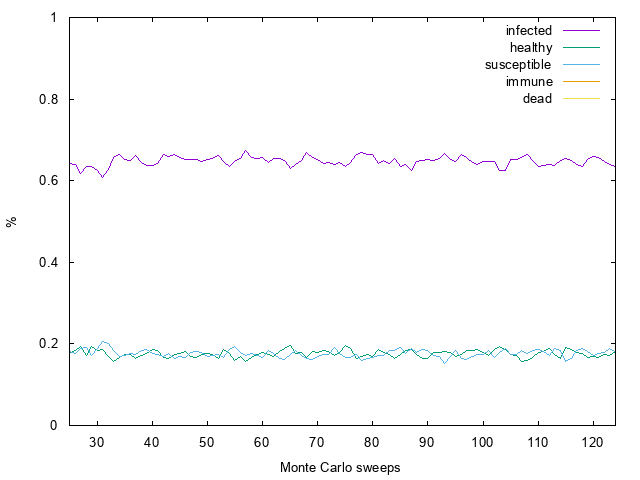 1
0.8
0.6
0.4
0.2
0
%
30 40 50 60 70 80 90 100 110 120
Monte Carlo sweeps
infected
healthy
susceptible
immune
dead